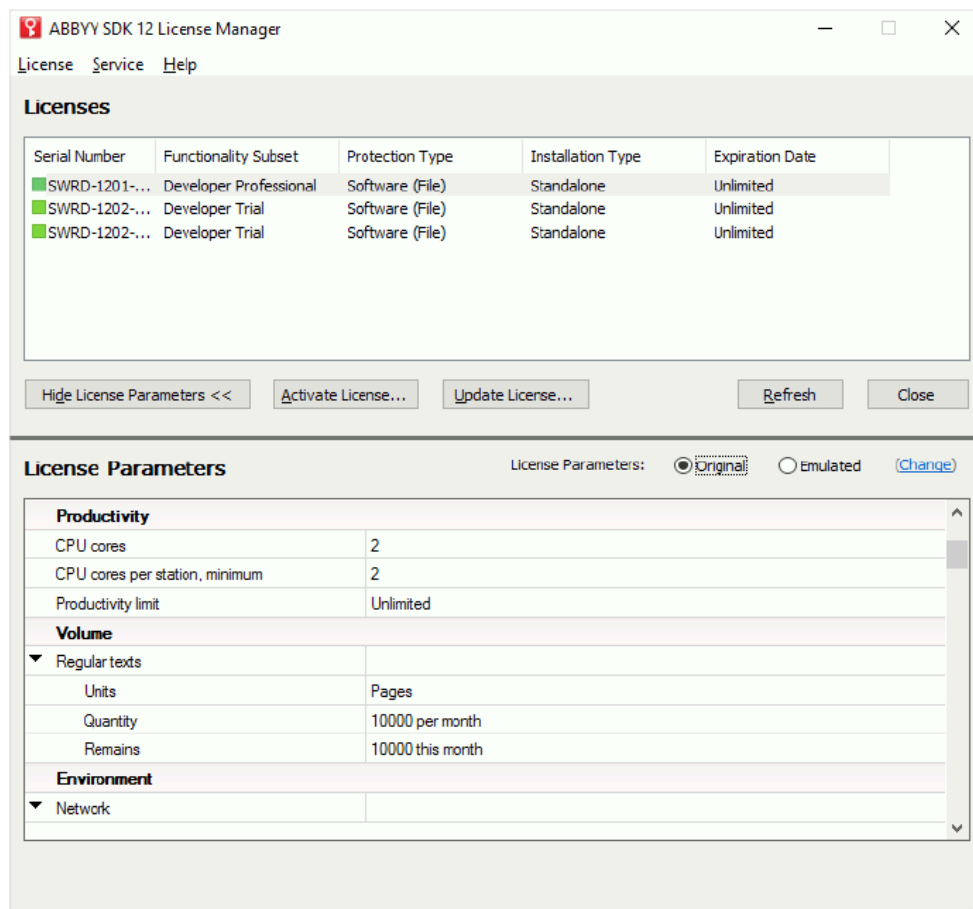 ABBYY SDK 12 License Manager
License Service Help
Licenses
Serial Number Functionality Subset Protection Type Installation Type Expiration Date
SWRD-1201-... Developer Professional Software (File) Standalone Unlimited
SWRD-1202-... Developer Trial Software (File) Standalone Unlimited
SWRD-1202-... Developer Trial Software (File) Standalone Unlimited
Hide License Parameters << Activate License... Update License... Refresh Close
License Parameters License Parameters: Original Emulated (Change)
Productivity
CPU cores 2
CPU cores per station, minimum 2
Productivity limit Unlimited
Volume
Regular texts
Units Pages
Quantity 10000 per month
Remains 10000 this month
Environment
Network